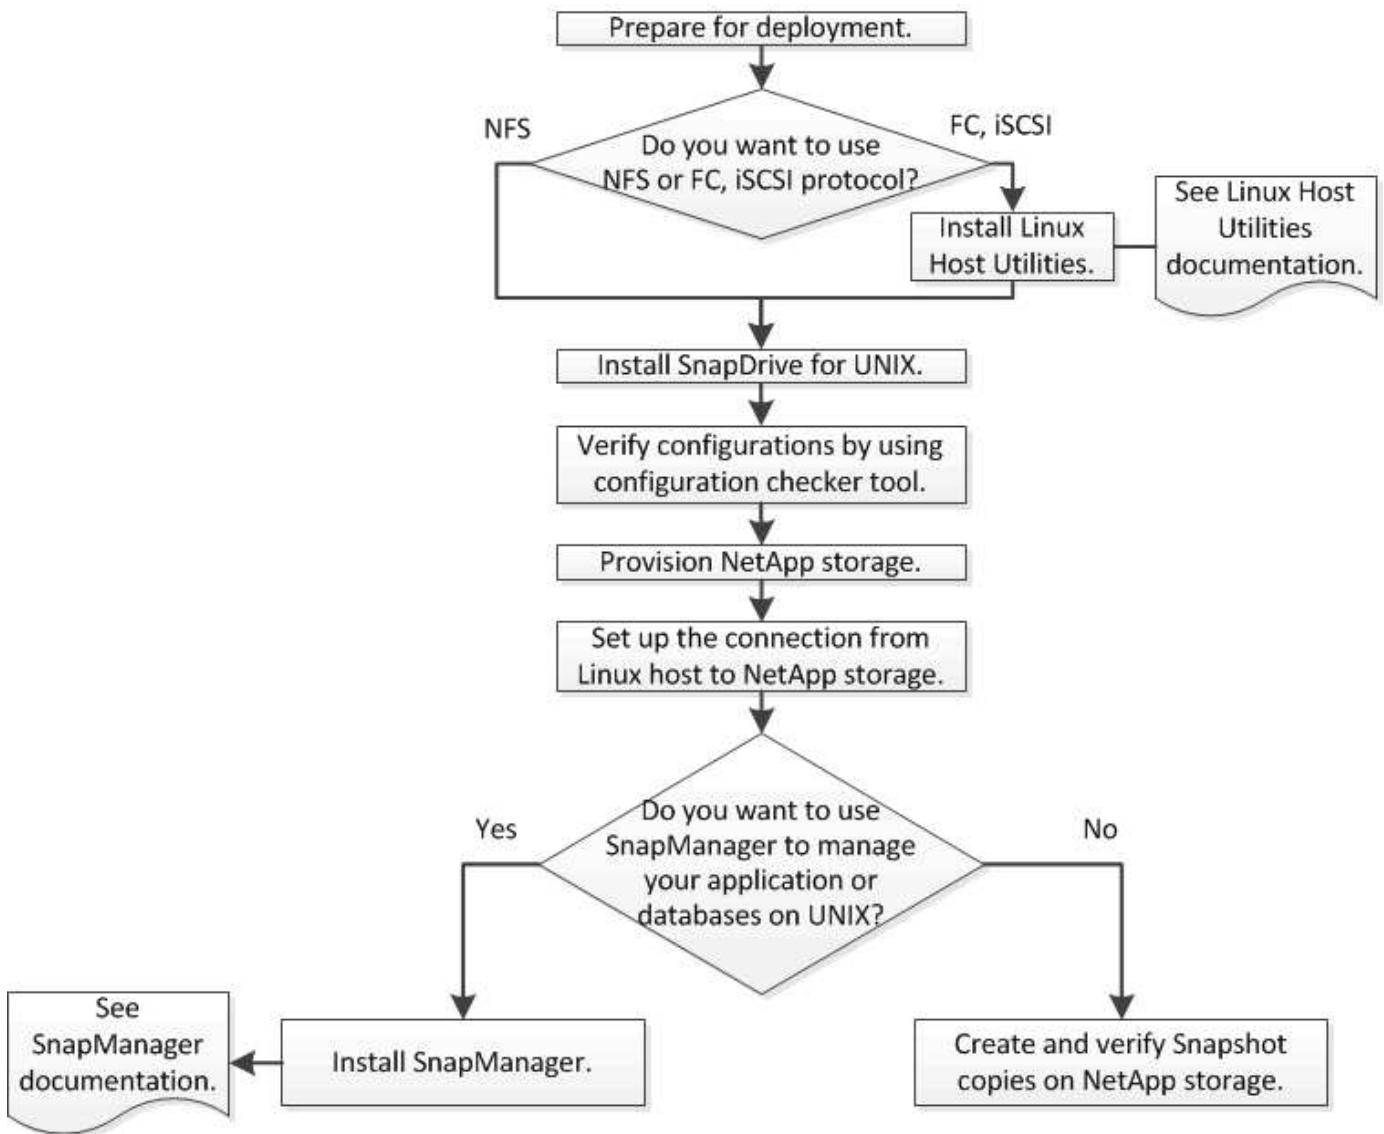 Prepare for deployment.
NFS
FC, iSCSI
Do you want to use
NFS or FC, iSCSI protocol?
Install Linux
Host Utilities.
See Linux Host
Utilities
documentation.
Install SnapDrive for UNIX.
Verify configurations by using
configuration checker tool.
Provision NetApp storage.
Set up the connection from
Linux host to NetApp storage.
Do you want to use
SnapManager to manage
your application or
databases on UNIX?
Yes
No
See
SnapManager
documentation.
Install SnapManager.
Create and verify Snapshot
copies on NetApp storage.